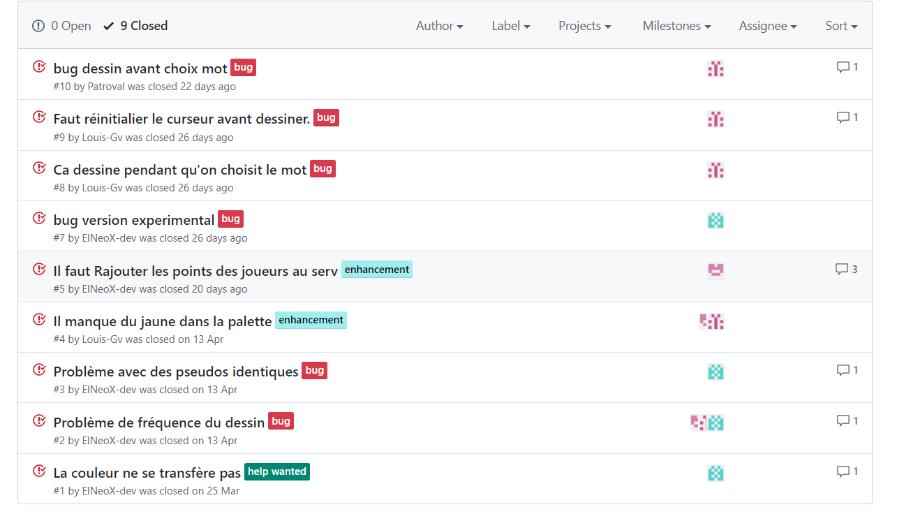 0 Open 9 Closed Author Label Projects Milestones Assignee Sort
bug dessin avant choix mot bug 1
#10 by Patroval was closed 22 days ago
Faut réinitialier le curseur avant dessiner. bug 1
#9 by Louis-Gv was closed 26 days ago
Ca dessine pendant qu'on choisit le mot bug
#8 by Louis-Gv was closed 26 days ago
bug version experimental bug
#7 by ElNeoX-dev was closed 26 days ago
Il faut Rajouter les points des joueurs au serv enhancement 3
#5 by ElNeoX-dev was closed 20 days ago
Il manque du jaune dans la palette enhancement
#4 by Louis-Gv was closed on 13 Apr
Problème avec des pseudos identiques bug 1
#3 by ElNeoX-dev was closed on 13 Apr
Problème de fréquence du dessin bug 1
#2 by ElNeoX-dev was closed on 13 Apr
La couleur ne se transfère pas help wanted 1
#1 by ElNeoX-dev was closed on 25 Mar